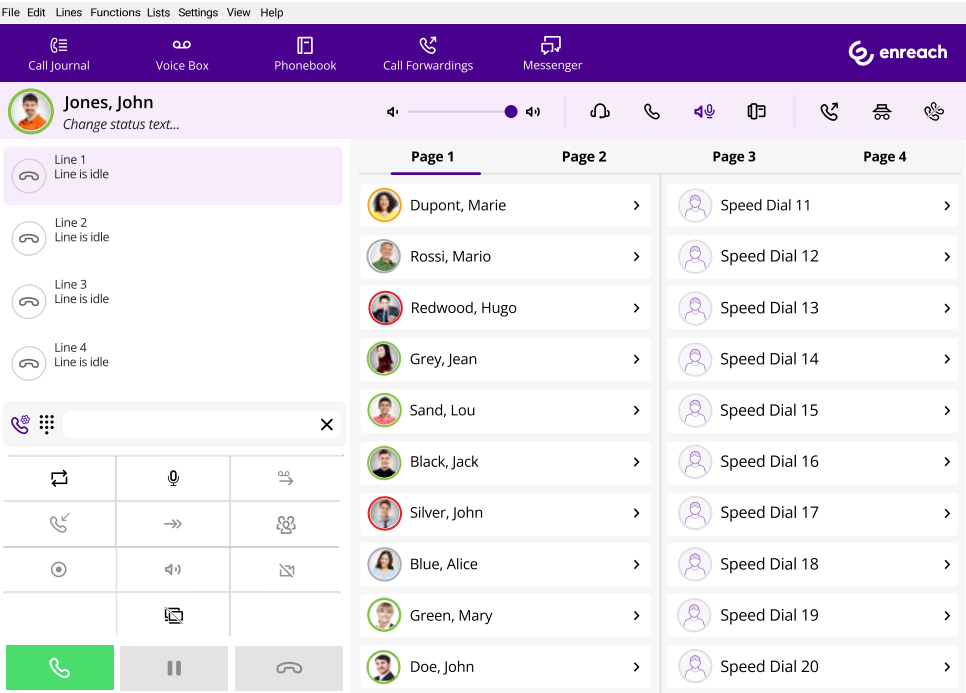 File Edit Lines Functions Lists Settings View Help
Call Journal
Voice Box
Phonebook
Call Forwardings
Messenger
enreach
Jones, John
Change status text...
Line 1
Line is idle
Line 2
Line is idle
Line 3
Line is idle
Line 4
Line is idle
Page 1
Page 2
Page 3
Page 4
Dupont, Marie
Rossi, Mario
Redwood, Hugo
Grey, Jean
Sand, Lou
Black, Jack
Silver, John
Blue, Alice
Green, Mary
Doe, John
Speed Dial 11
Speed Dial 12
Speed Dial 13
Speed Dial 14
Speed Dial 15
Speed Dial 16
Speed Dial 17
Speed Dial 18
Speed Dial 19
Speed Dial 20